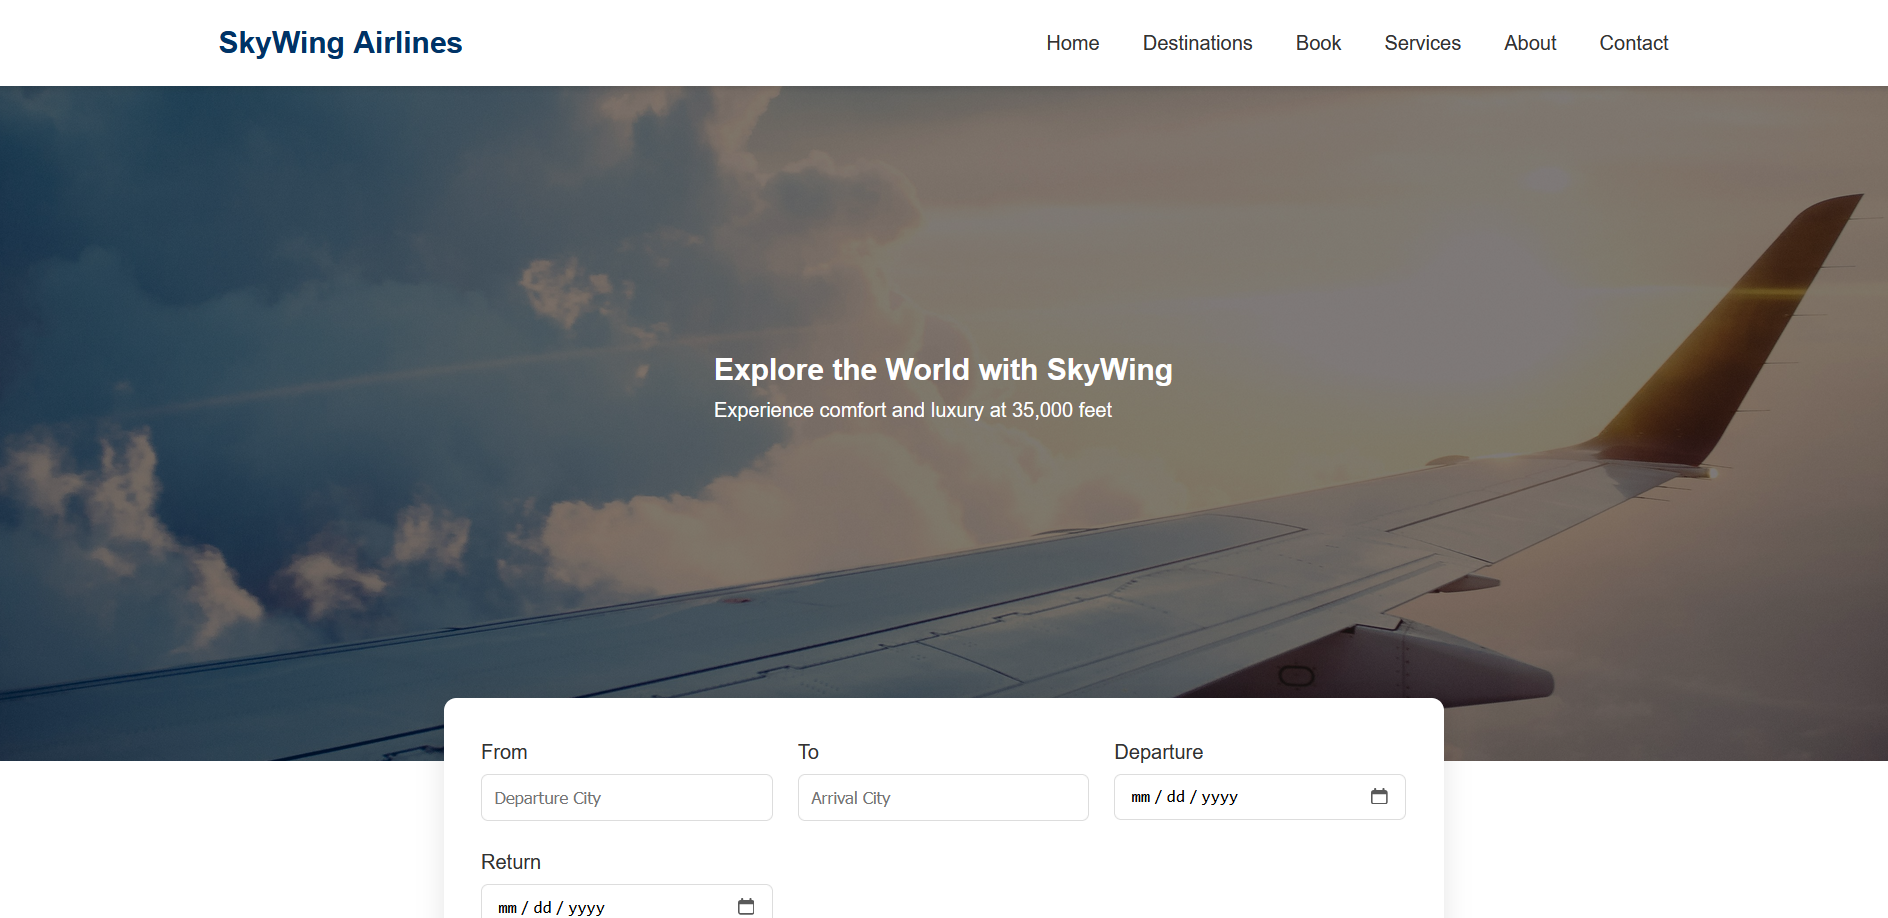 SkyWing Airlines
Home Destinations Book Services About Contact
Explore the World with SkyWing
Experience comfort and luxury at 35,000 feet
From
To
Departure
Departure City
Arrival City
mm / dd / yyyy
Return
mm / dd / yyyy